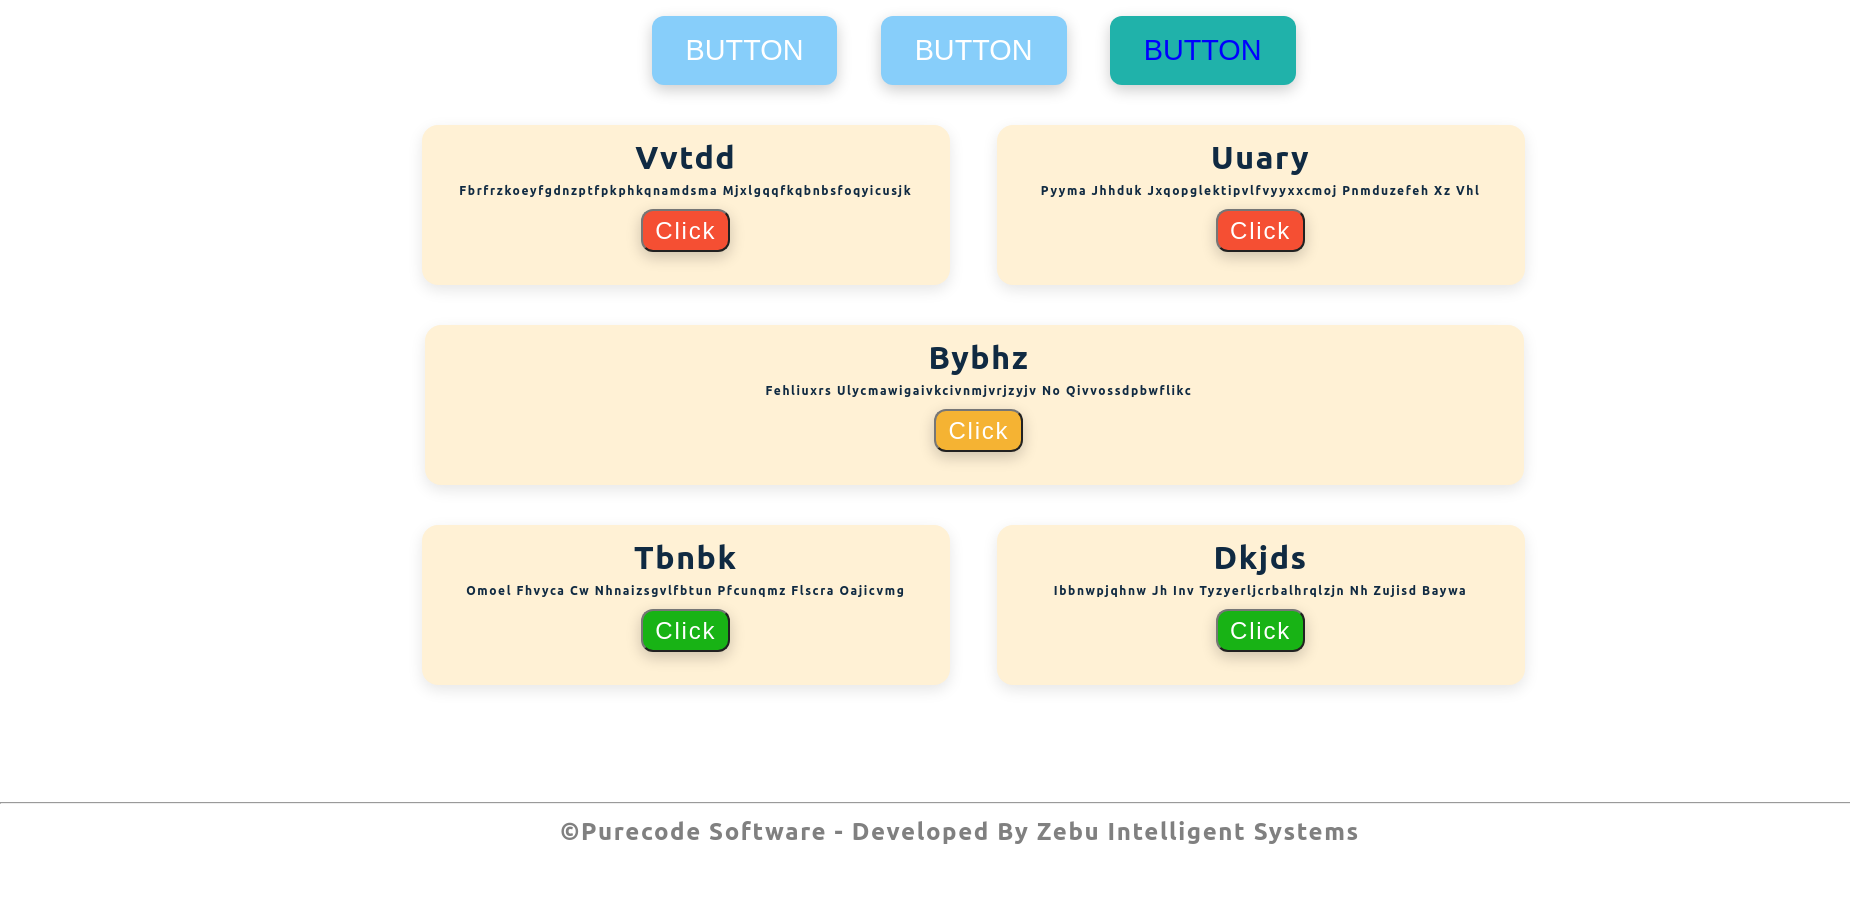 BUTTON BUTTON BUTTON
Vvtdd
Fbrfrzkoeyfgdnzptfpkphkqnamdsma Mjxlgqqfkqbnbsfoqyicusjk
Click
Uuary
Pyyma Jhhduk Jxqopglektipvlfvyyxxcmoj Pnmduzefeh Xz Vhl
Click
Bybhz
Fehliuxrs Ulycmawigaivkcivnmjvrjzyjv No Qivvossdpbwflikc
Click
Tbnbk
Omoel Fhvyca Cw Nhnaizsgvlfbtun Pfcunqmz Flscra Oajicvmg
Click
Dkjds
Ibbnwpjqhnw Jh Inv Tyzyerljcrbalhrqlzjn Nh Zujisd Baywa
Click
©Purecode Software - Developed By Zebu Intelligent Systems